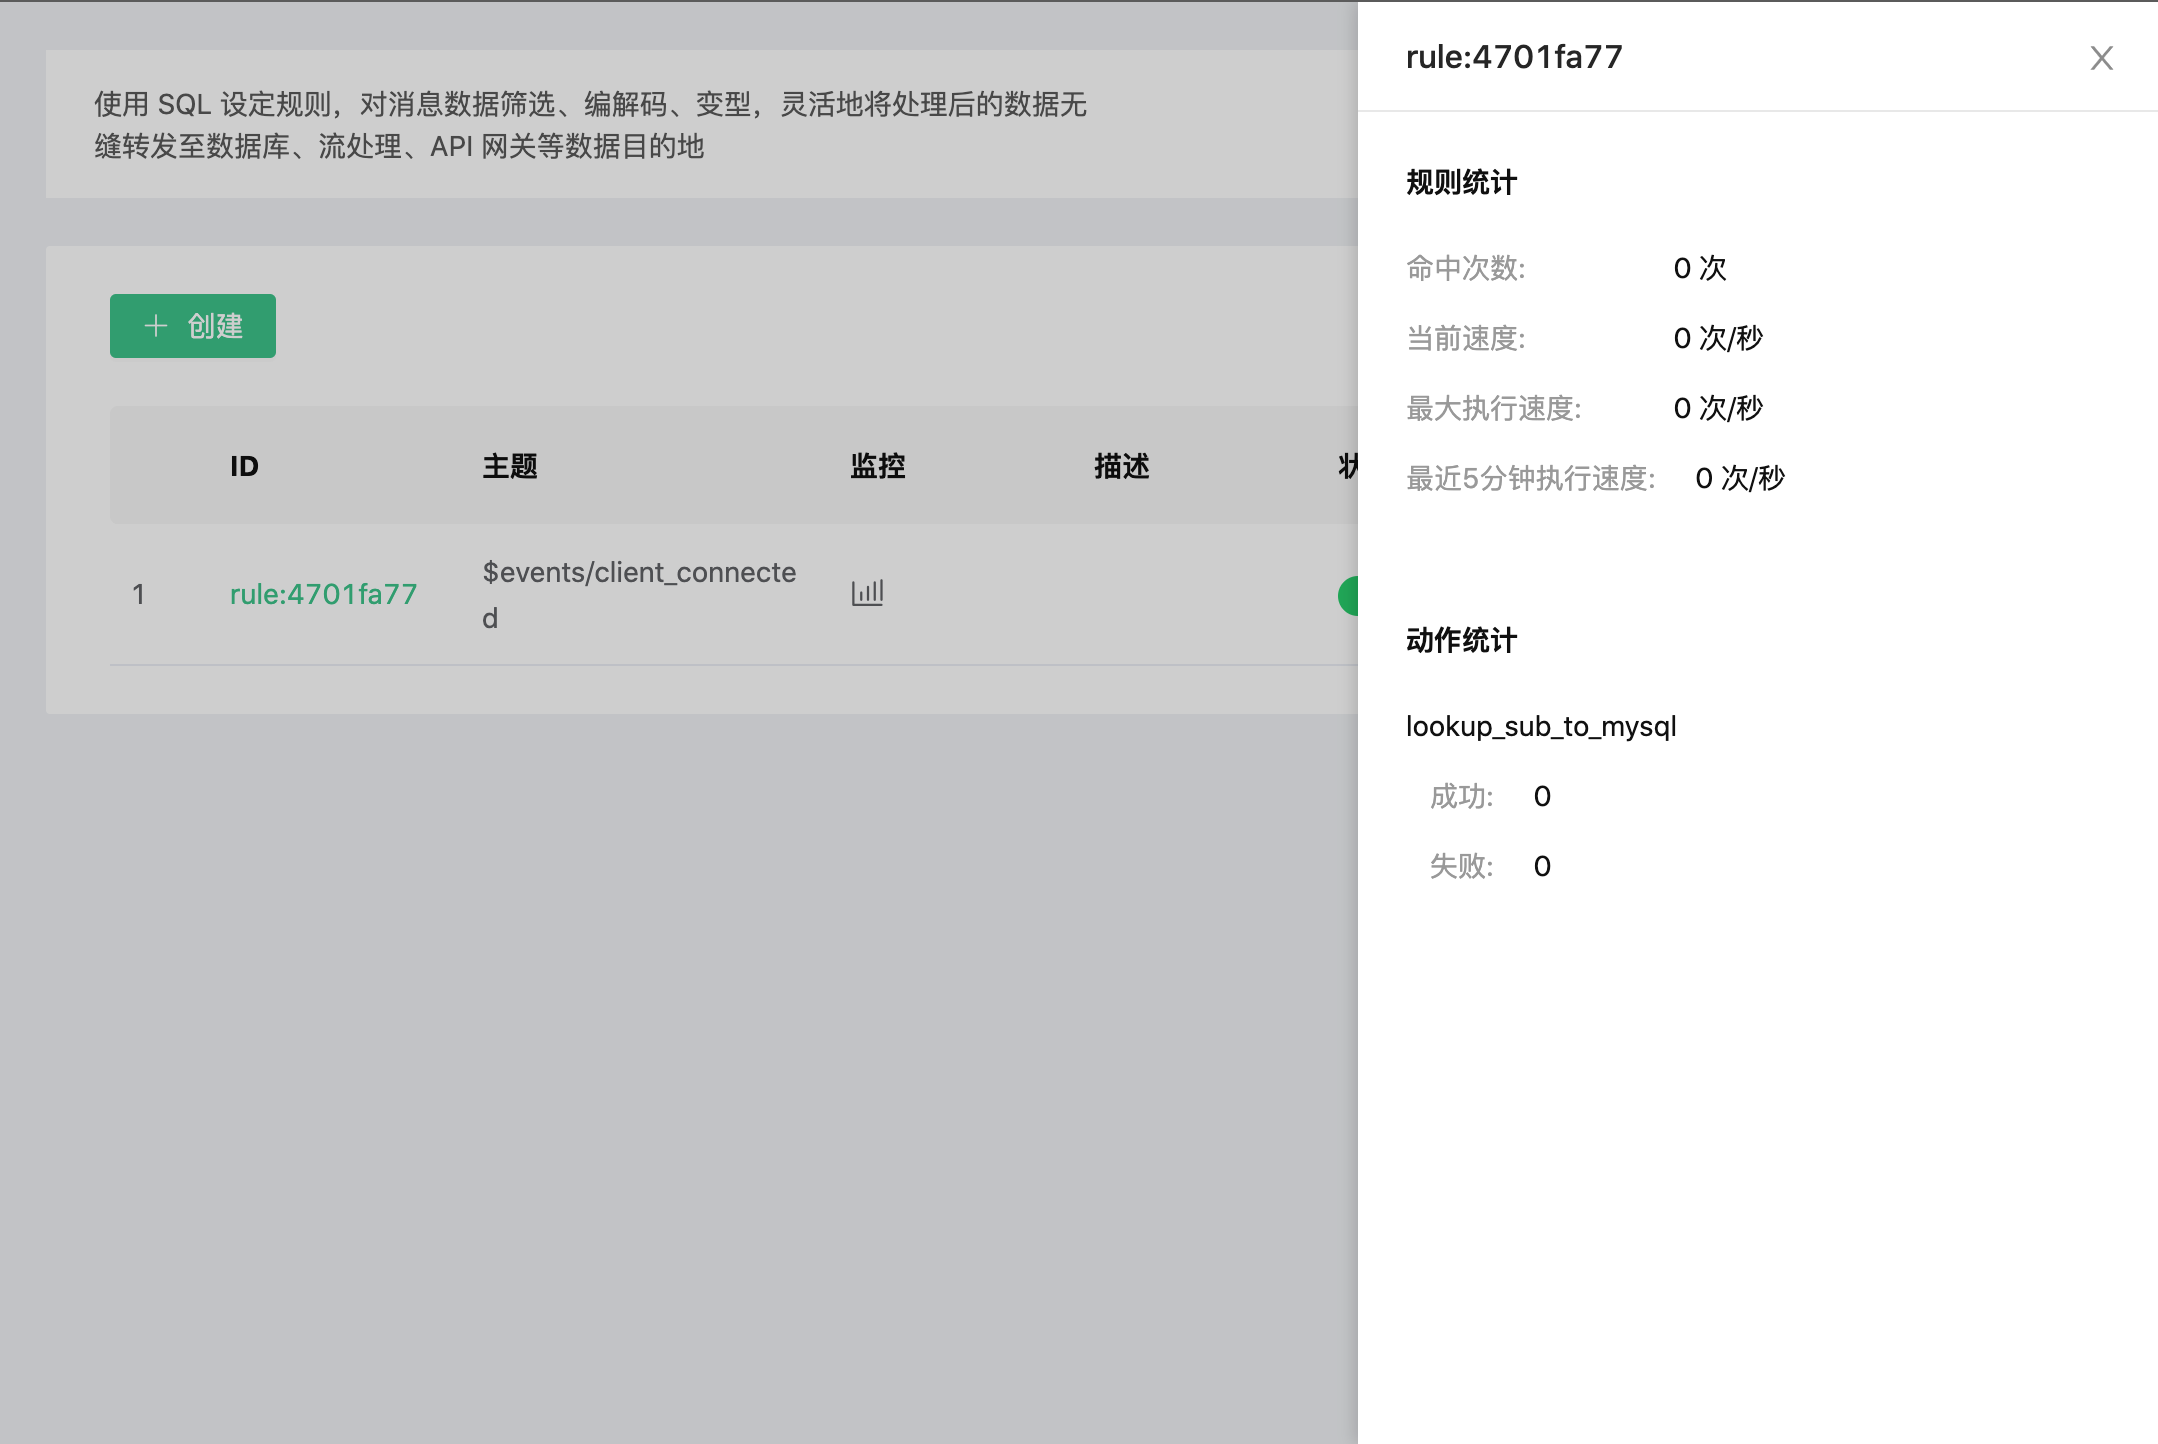 使用 SQL 设定规则，对消息数据筛选、编解码、变型，灵活地将处理后的数据无
缝转发至数据库、流处理、API 网关等数据目的地
创建
ID 主题 监控 描述 状
1 rule:4701fa77 $events/client_connecte
d
rule:4701fa77
规则统计
命中次数: 0 次
当前速度: 0 次/秒
最大执行速度: 0 次/秒
最近5分钟执行速度: 0 次/秒
动作统计
lookup_sub_to_mysql
成功: 0
失败: 0